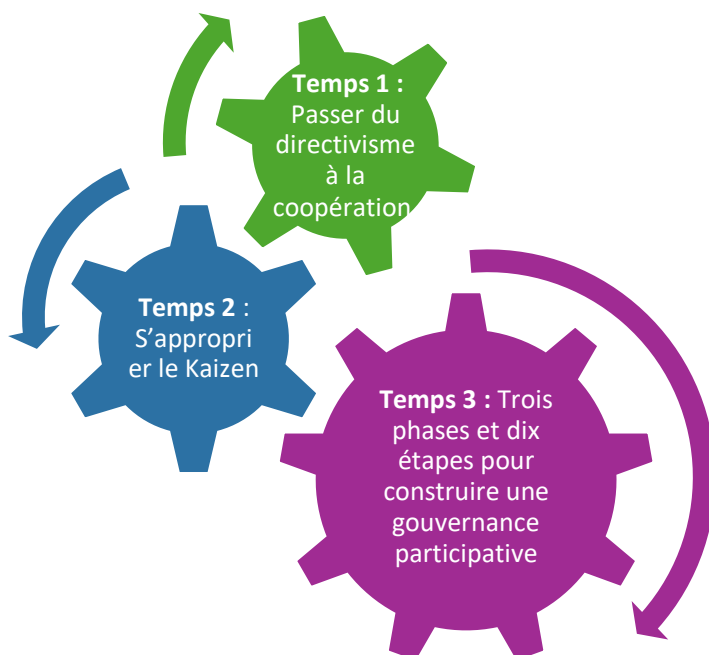 Temps 1 :
Passer du
directivisme
à la
coopération
Temps 2 :
S’appropri
er le Kaizen
Temps 3 : Trois
phases et dix
étapes pour
construire une
gouvernance
participative